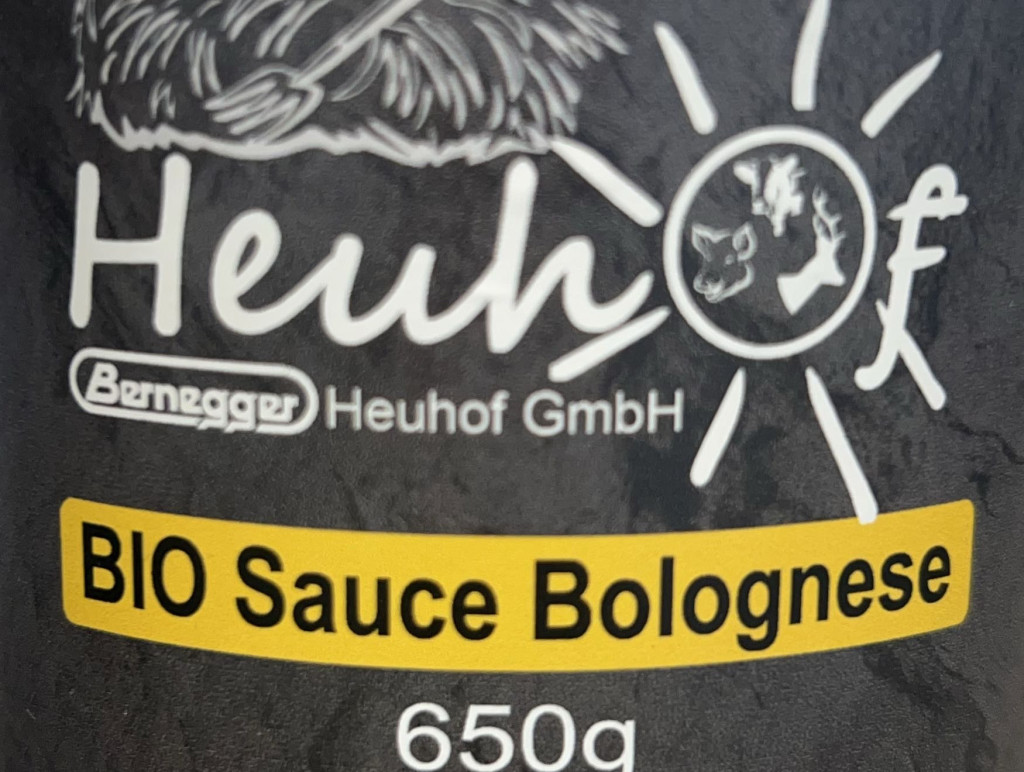 Heuhof
Bernegger Heuhof GmbH
BIO Sauce Bolognese
650g